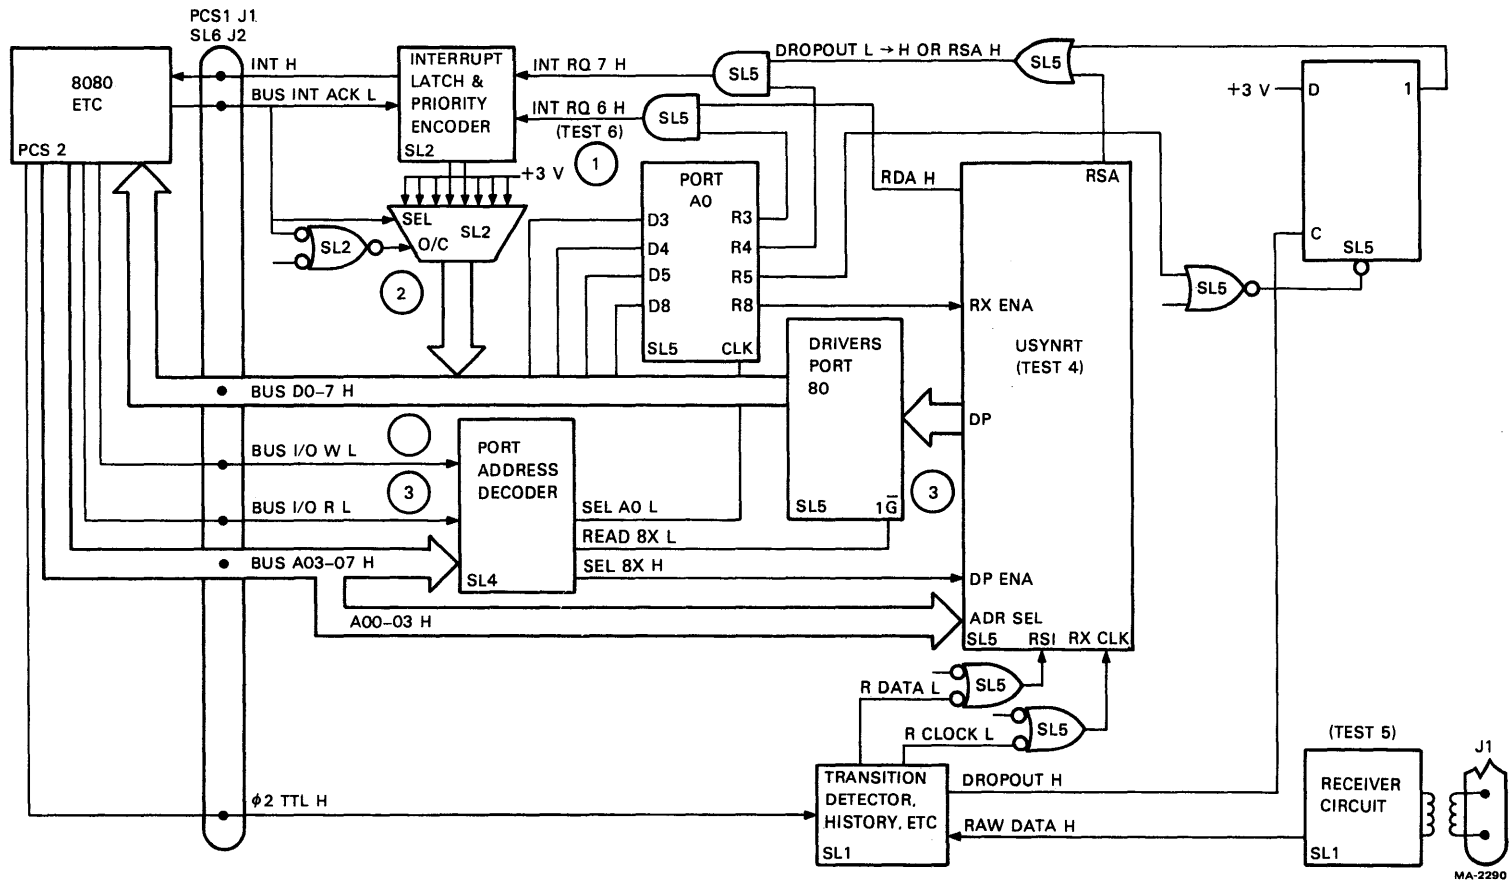 PCS1 J1
SL6 J2
8080
ETC
PCS 2
INT H
BUS INT ACK L
INTERRUPT
LATCH &
PRIORITY
ENCODER
SL2
INT RQ 7 H
INT RQ 6 H
(TEST 6)
1
+3 V
SL5
SL5
DROPOUT L → H OR RSA H
SL5
+3 V
D
1
C
SL5
SEL
SL2
O/C
SL2
2
PORT
A0
D3
D4
D5
D8
R3
R4
R5
R8
SL5
CLK
RDA H
RSA
RX ENA
USYNRT
(TEST 4)
DP
DP ENA
ADR SEL
SL5
RSI
RX CLK
SL5
DRIVERS
PORT
80
SL5
1G̅
3
BUS D0-7 H
BUS I/O W L
3
BUS I/O R L
BUS A03-07 H
PORT
ADDRESS
DECODER
SL4
SEL A0 L
READ 8X L
SEL 8X H
A00-03 H
R DATA L
SL5
R CLOCK L
SL5
φ2 TTL H
TRANSITION
DETECTOR,
HISTORY, ETC
SL1
DROPOUT H
RAW DATA H
(TEST 5)
RECEIVER
CIRCUIT
SL1
J1
MA-2290